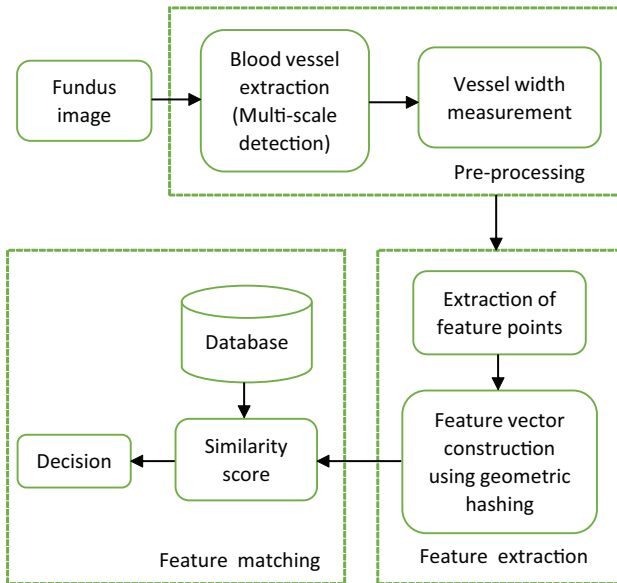 Fundus
image
Blood vessel
extraction
(Multi-scale
detection)
Vessel width
measurement
Pre-processing
Extraction of
feature points
Feature vector
construction
using geometric
hashing
Feature extraction
Database
Similarity
score
Decision
Feature matching